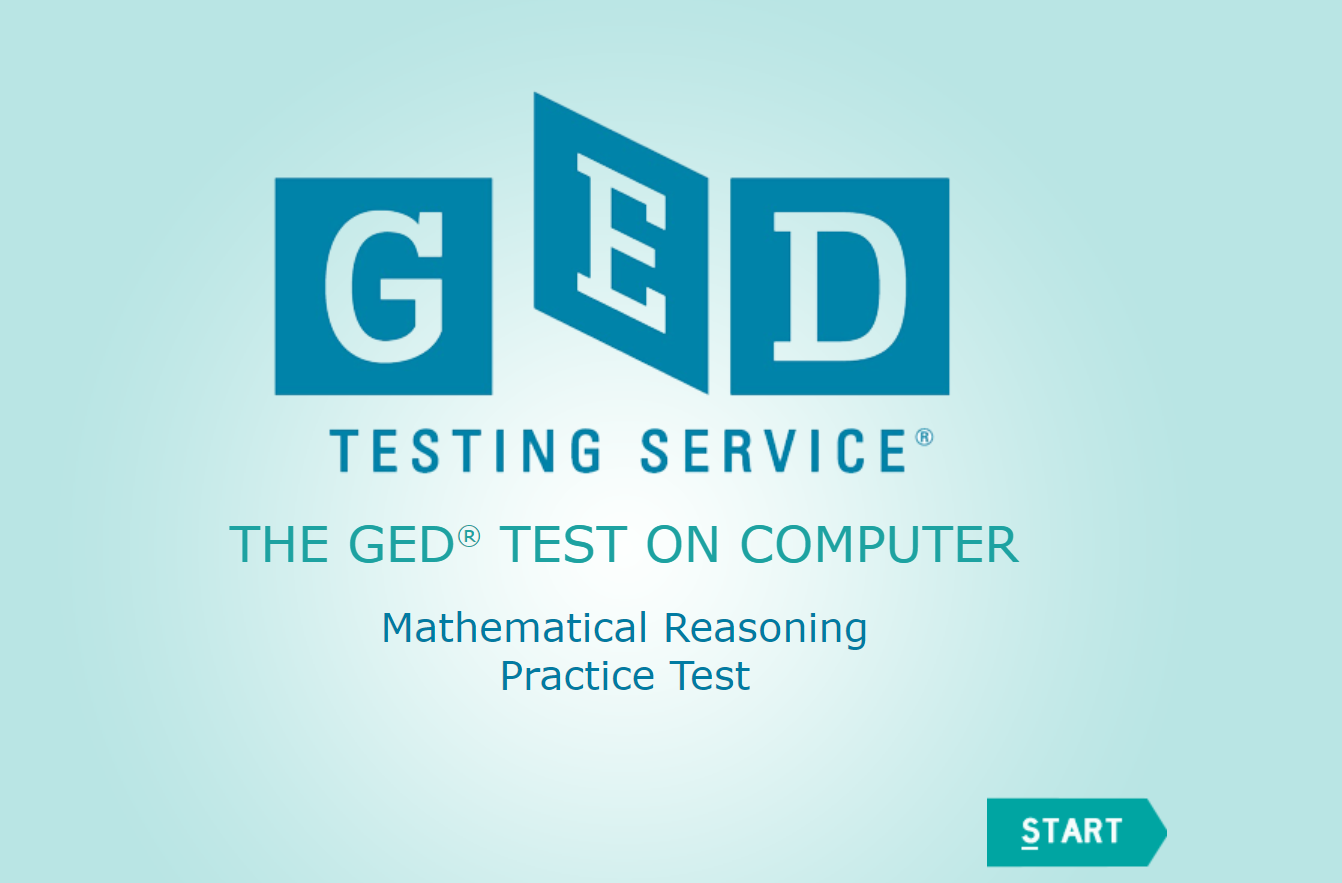 GED
TESTING SERVICE®
THE GED® TEST ON COMPUTER
Mathematical Reasoning
Practice Test
START